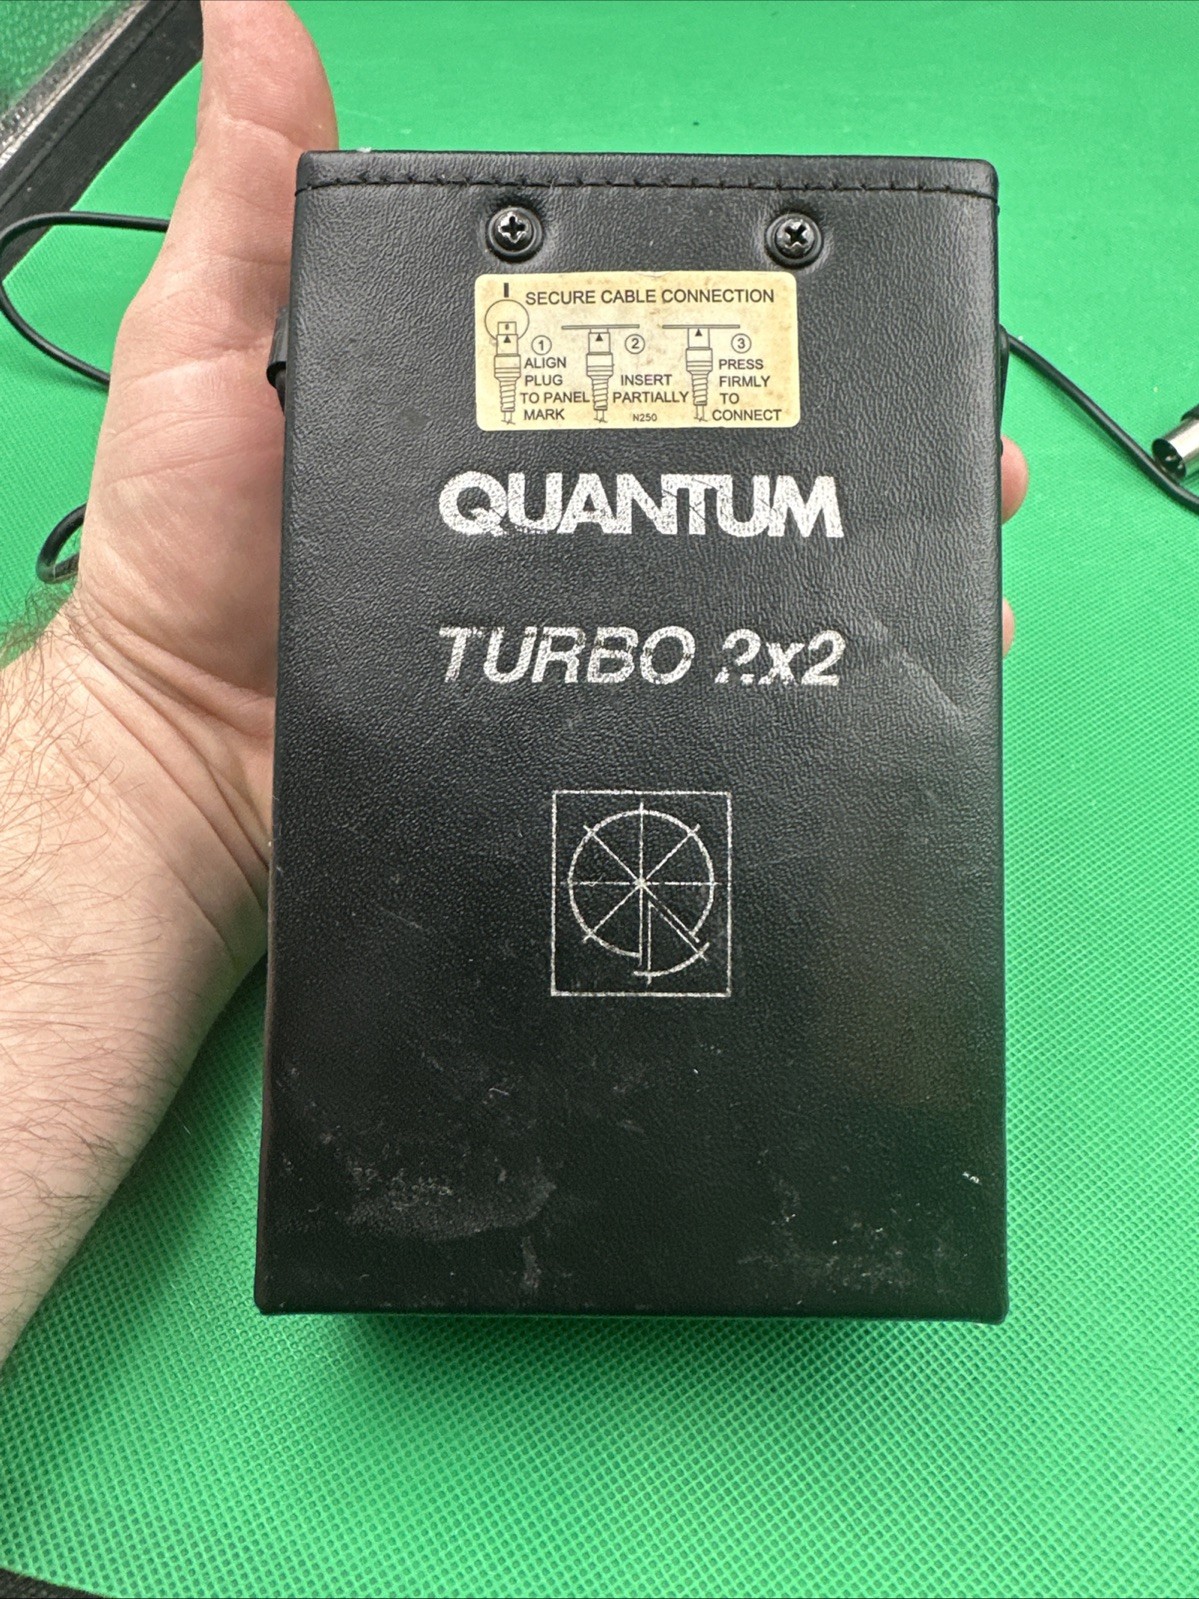 SECURE CABLE CONNECTION
1 ALIGN PLUG TO PANEL MARK
2 INSERT PARTIALLY
3 PRESS FIRMLY TO CONNECT
N250
QUANTUM
TURBO 2x2